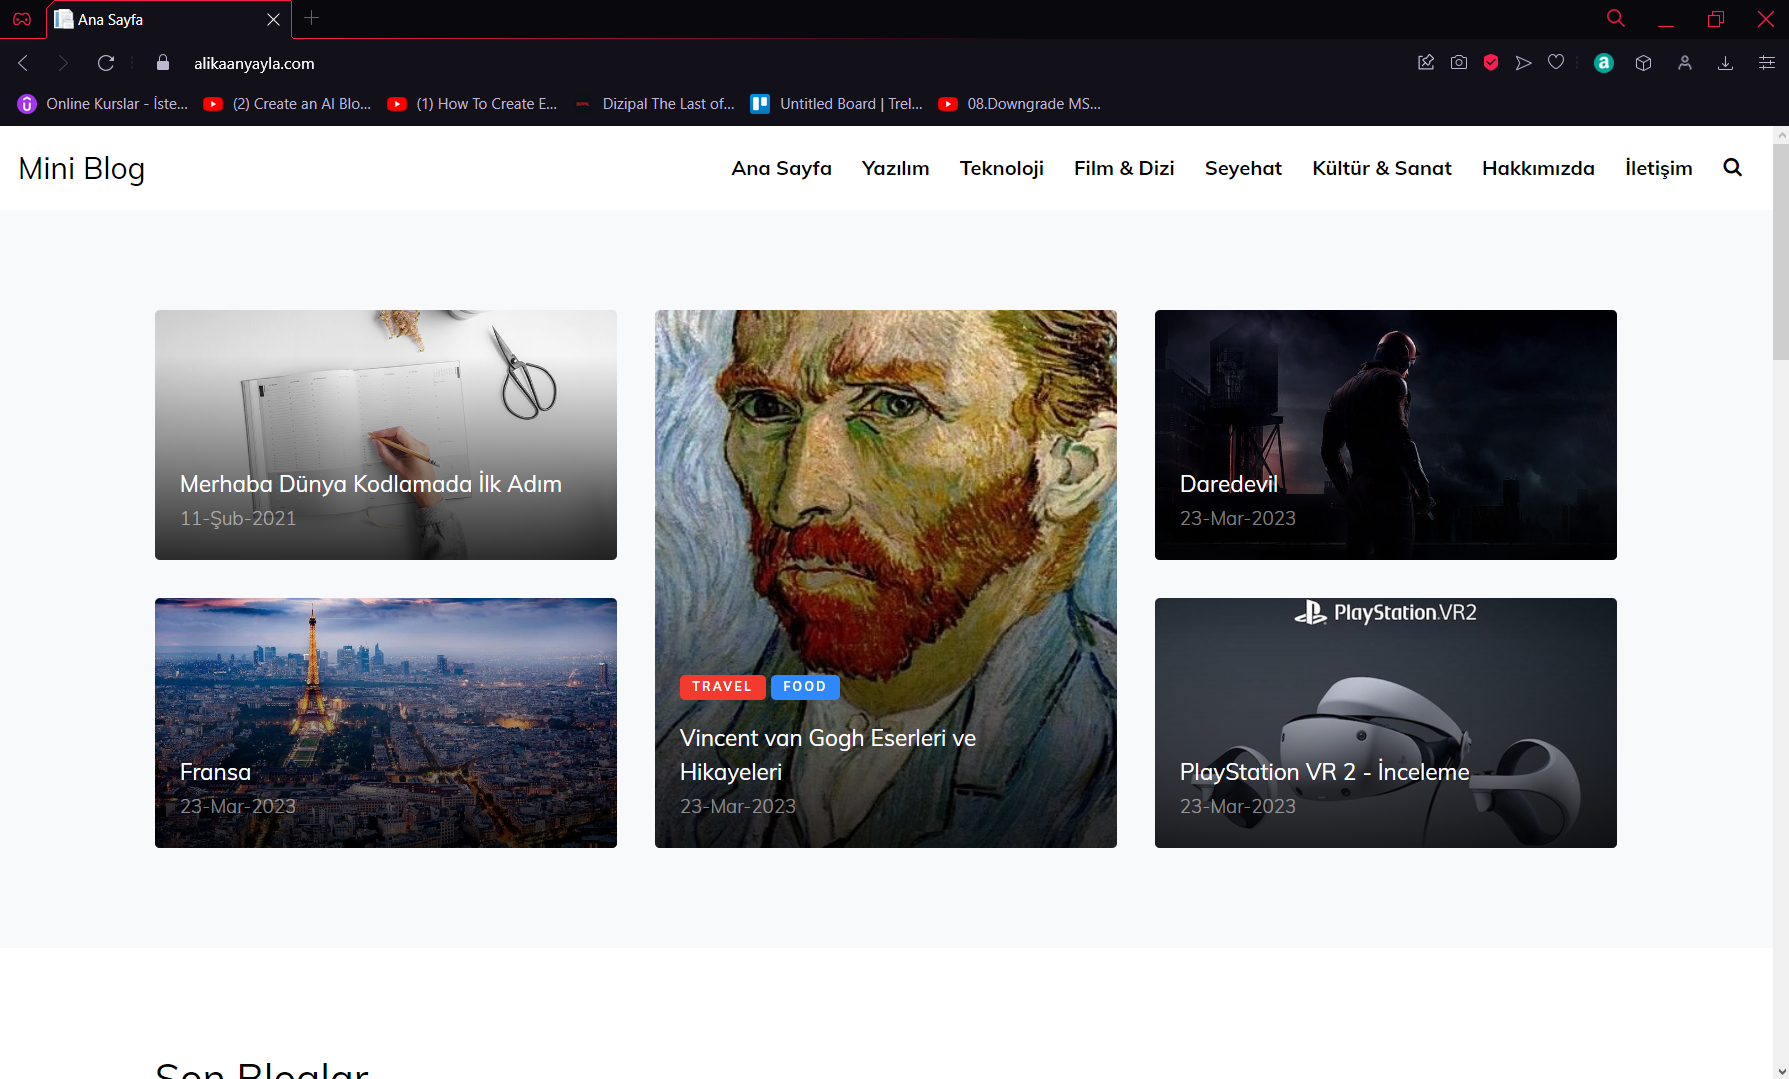 Ana Sayfa
alikaanyayla.com
Online Kurslar - İste...
(2) Create an AI Blo...
(1) How To Create E...
Dizipal The Last of...
Untitled Board | Trel...
08.Downgrade MS...
Mini Blog
Ana Sayfa
Yazılım
Teknoloji
Film & Dizi
Seyehat
Kültür & Sanat
Hakkımızda
İletişim
Merhaba Dünya Kodlamada İlk Adım
11-Şub-2021
Fransa
23-Mar-2023
TRAVEL
FOOD
Vincent van Gogh Eserleri ve
Hikayeleri
23-Mar-2023
Daredevil
23-Mar-2023
PlayStation.VR2
PlayStation VR 2 - İnceleme
23-Mar-2023
Son Bloglar